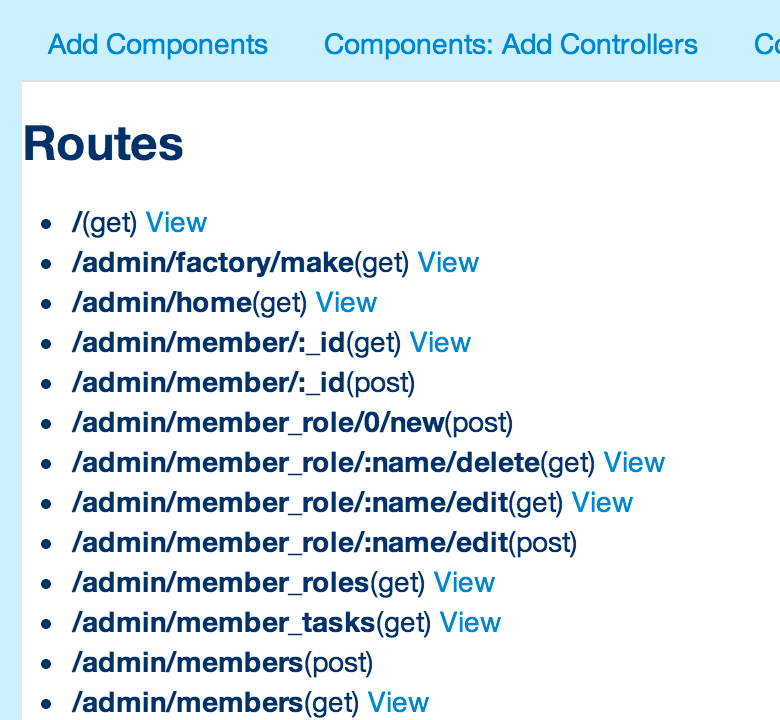 Add Components Components: Add Controllers
Routes
/(get) View
/admin/factory/make(get) View
/admin/home(get) View
/admin/member/:_id(get) View
/admin/member/:_id(post)
/admin/member_role/0/new(post)
/admin/member_role/:name/delete(get) View
/admin/member_role/:name/edit(get) View
/admin/member_role/:name/edit(post)
/admin/member_roles(get) View
/admin/member_tasks(get) View
/admin/members(post)
/admin/members(get) View